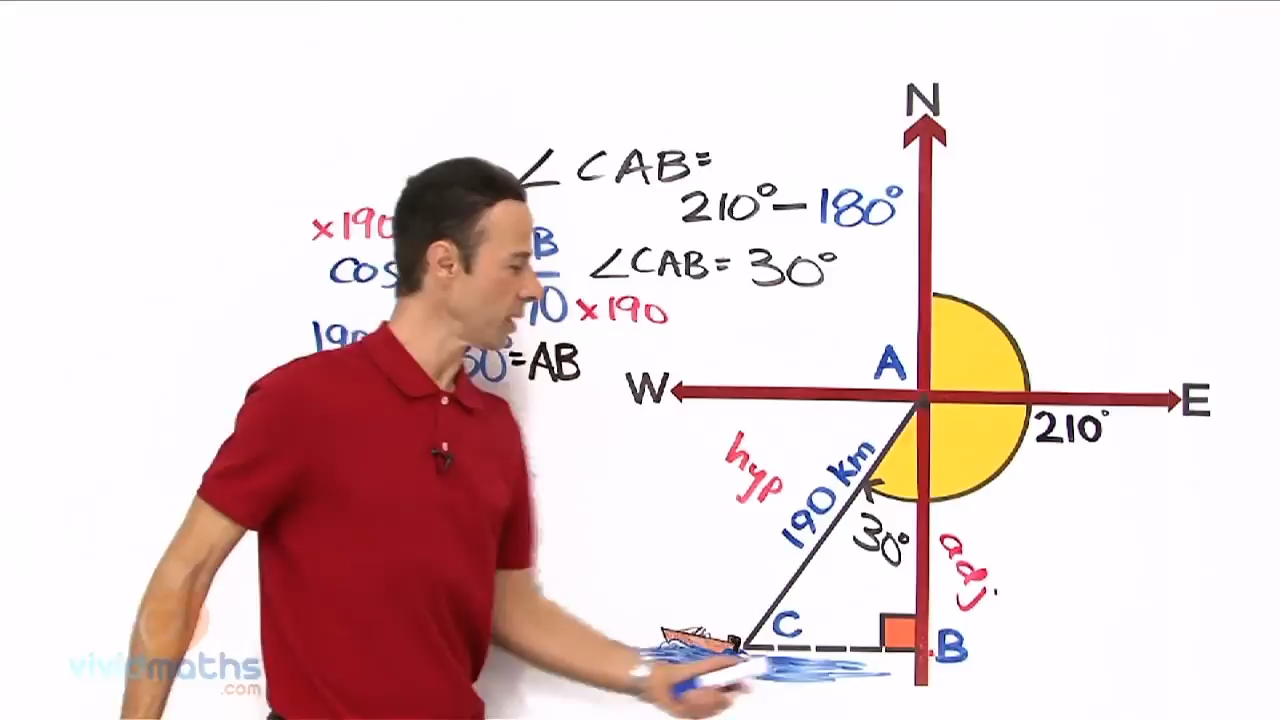 N
∠CAB=
210°-180°
×190
B
cos
∠CAB= 30°
×190
=AB
A
W
E
210°
hyp
190 km
30°
adj
C
B
vividmaths
.com